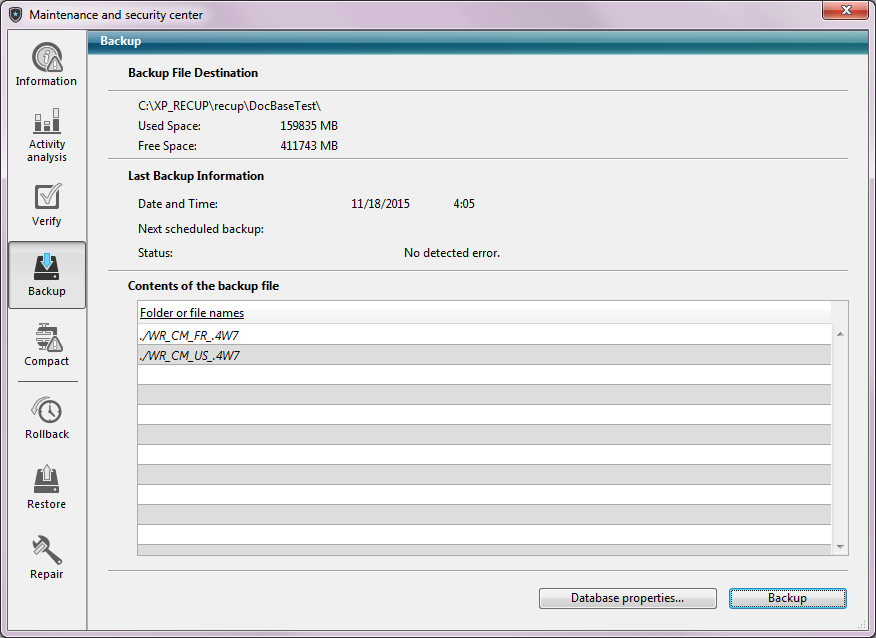 Maintenance and security center
Information
Activity
analysis
Verify
Backup
Compact
Rollback
Restore
Repair
Backup
Backup File Destination
C:\XP_RECUP\recup\DocBaseTest\
Used Space: 159835 MB
Free Space: 411743 MB
Last Backup Information
Date and Time: 11/18/2015 4:05
Next scheduled backup:
Status: No detected error.
Contents of the backup file
Folder or file names
./WR_CM_FR_.4W7
./WR_CM_US_.4W7
Database properties... Backup